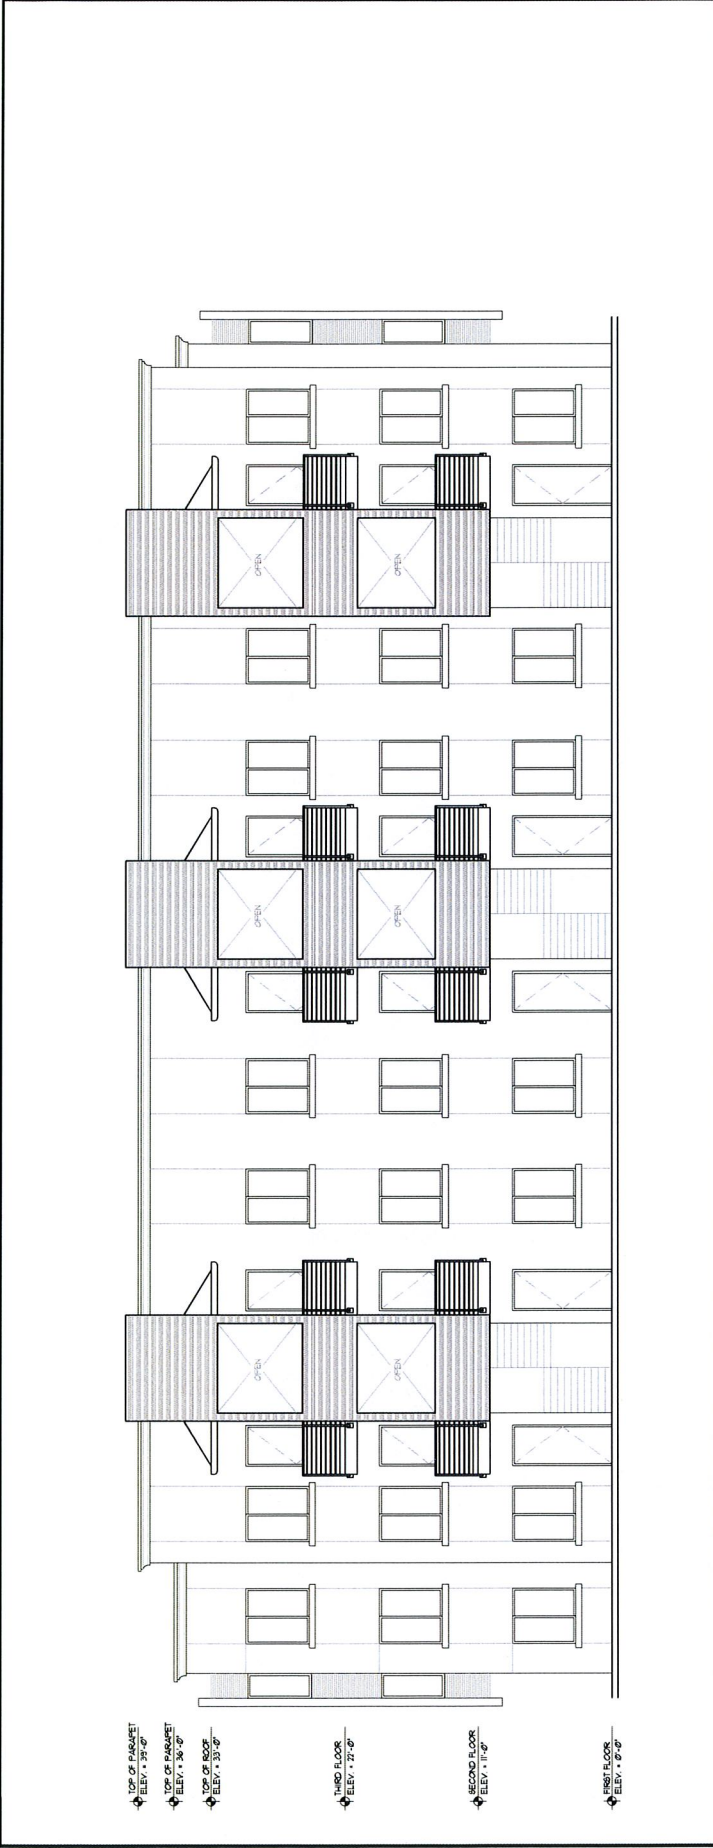 TOP OF PARAPET
ELEV. = 39'-0"
TOP OF PARAPET
ELEV. = 36'-0"
TOP OF ROOF
ELEV. = 33'-0"
THIRD FLOOR
ELEV. = 22'-0"
SECOND FLOOR
ELEV. = 11'-0"
FIRST FLOOR
ELEV. = 0'-0"
OPEN
OPEN
OPEN
OPEN
OPEN
OPEN